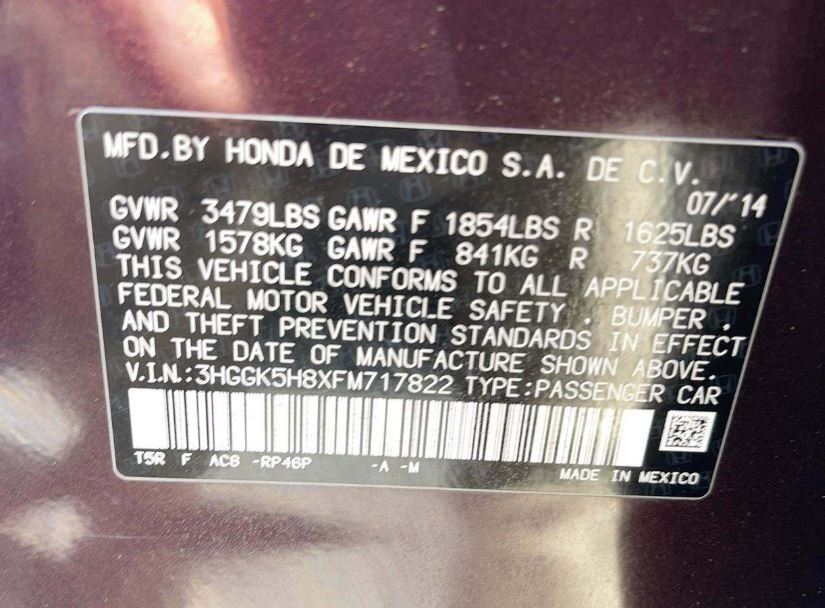 MFD.BY HONDA DE MEXICO S.A. DE C.V.
07/'14
GVWR 3479LBS GAWR F 1854LBS R 1625LBS
GVWR 1578KG GAWR F 841KG R 737KG
THIS VEHICLE CONFORMS TO ALL APPLICABLE
FEDERAL MOTOR VEHICLE SAFETY , BUMPER ,
AND THEFT PREVENTION STANDARDS IN EFFECT
ON THE DATE OF MANUFACTURE SHOWN ABOVE.
V.I.N.:3HGGK5H8XFM717822 TYPE:PASSENGER CAR
T5R F AC8 -RP46P -A -M
MADE IN MEXICO